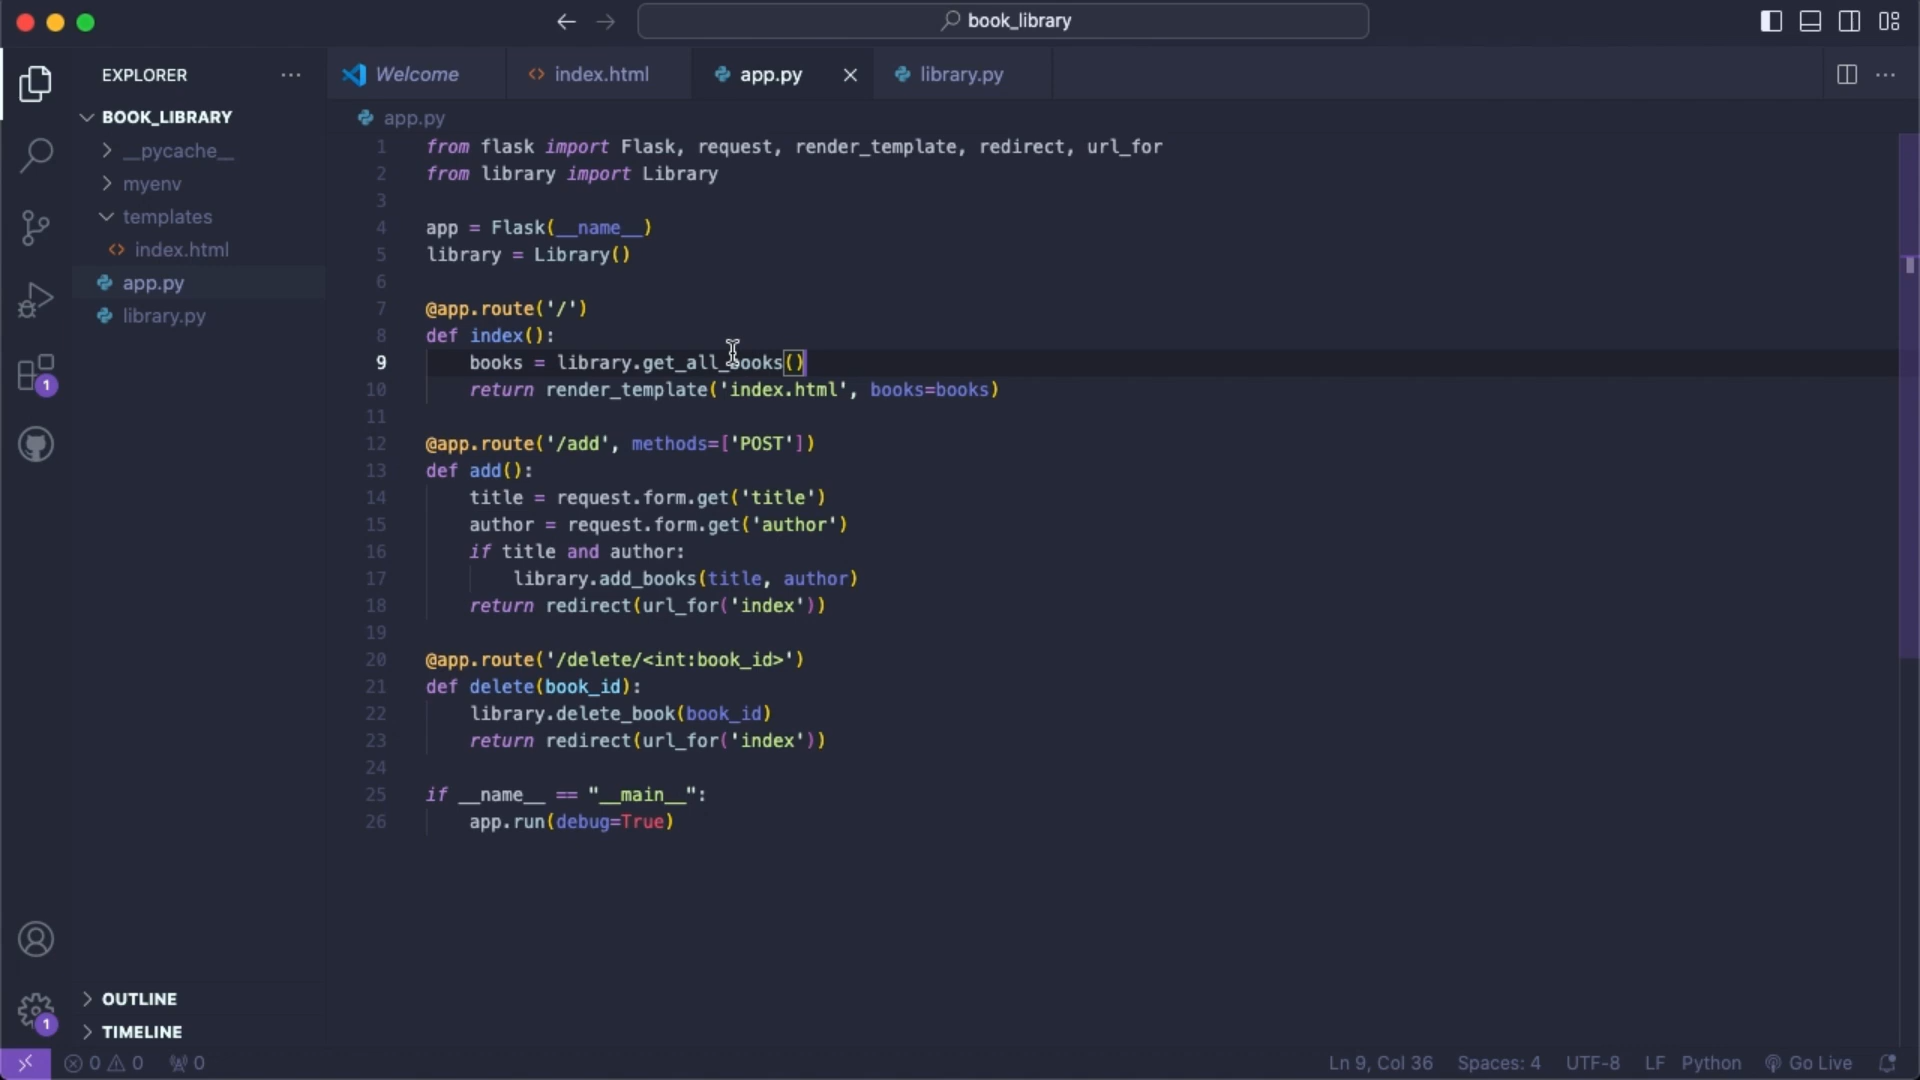 book_library
EXPLORER
Welcome
index.html
app.py
library.py
BOOK_LIBRARY
__pycache__
myenv
templates
index.html
app.py
library.py
app.py
1 from flask import Flask, request, render_template, redirect, url_for
2 from library import Library
3
4 app = Flask(__name__)
5 library = Library()
6
7 @app.route('/')
8 def index():
9 books = library.get_all_books()
10 return render_template('index.html', books=books)
11
12 @app.route('/add', methods=['POST'])
13 def add():
14 title = request.form.get('title')
15 author = request.form.get('author')
16 if title and author:
17 library.add_books(title, author)
18 return redirect(url_for('index'))
19
20 @app.route('/delete/<int:book_id>')
21 def delete(book_id):
22 library.delete_book(book_id)
23 return redirect(url_for('index'))
24
25 if __name__ == "__main__":
26 app.run(debug=True)
1
1
OUTLINE
TIMELINE
0 0 0 Ln 9, Col 36 Spaces: 4 UTF-8 LF Python Go Live